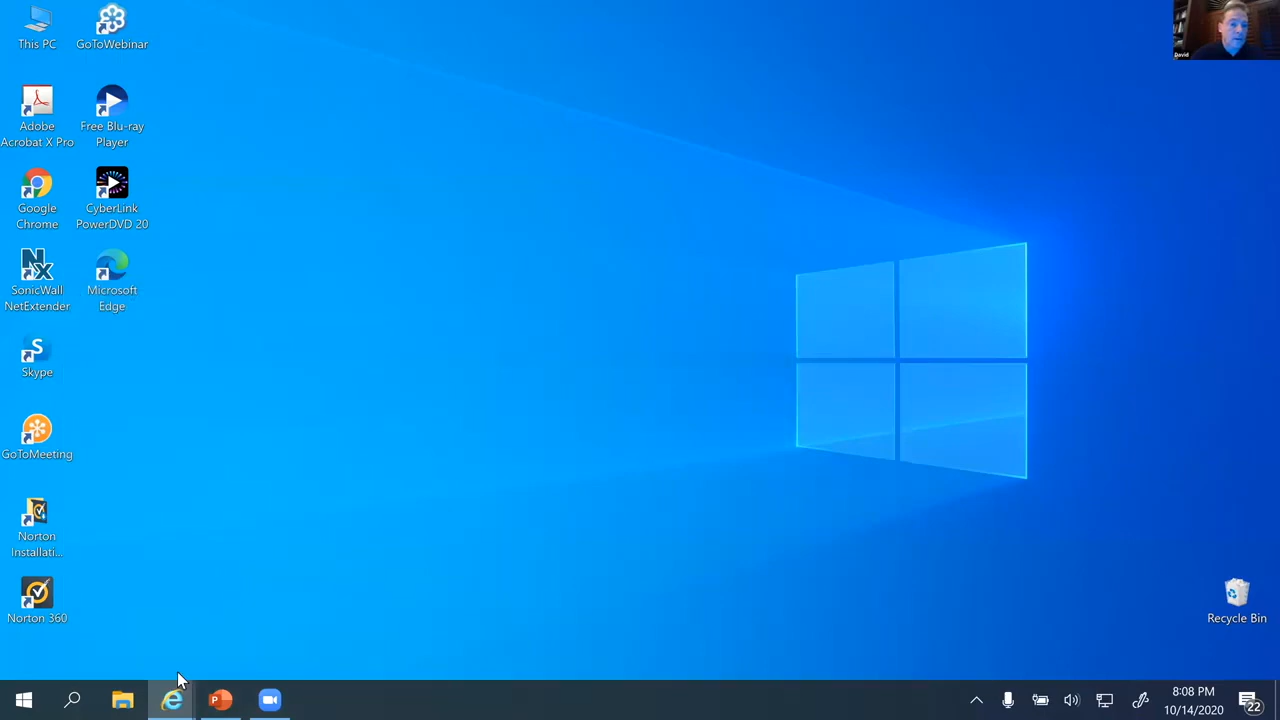 This PC
GoToWebinar
David
Adobe
Acrobat X Pro
Free Blu-ray
Player
Google
Chrome
CyberLink
PowerDVD 20
SonicWall
NetExtender
Microsoft
Edge
Skype
GoToMeeting
Norton
Installati...
Norton 360
Recycle Bin
8:08 PM
10/14/2020
22